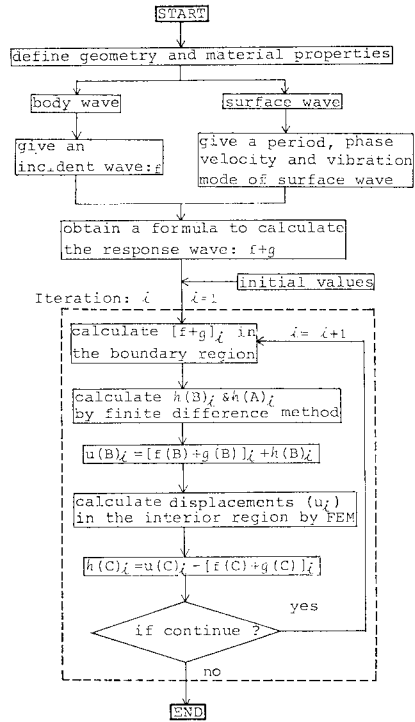 START
define geometry and material properties
body wave
surface wave
give an
incident wave:f
give a period, phase
velocity and vibration
mode of surface wave
obtain a formula to calculate
the response wave: f+g
initial values
Iteration: i
i=1
calculate [f+g]i in
the boundary region
i= i+1
calculate h(B)i &h(A)i
by finite difference method
u(B)i =[f(B)+g(B)]i+h(B)i
calculate displacements (ui)
in the interior region by FEM
h(C)i=u(C)i -[f(C)+g(C)]i
yes
if continue ?
no
END